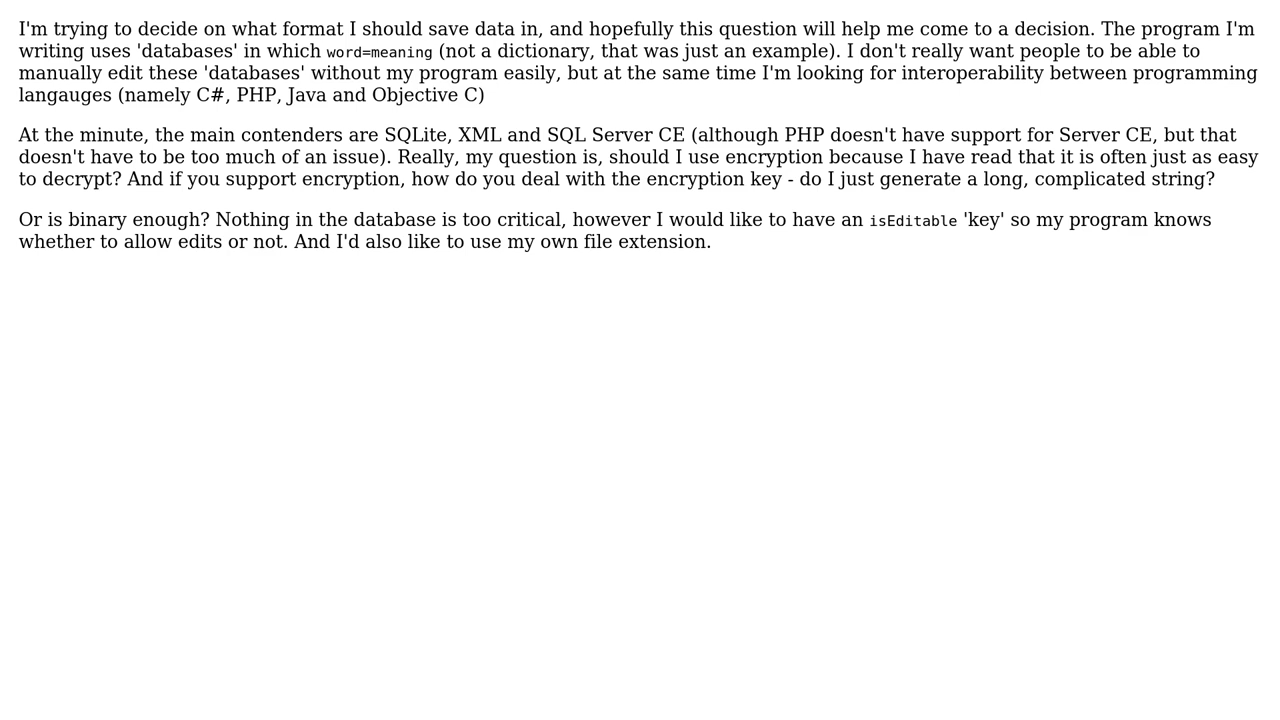 I'm trying to decide on what format I should save data in, and hopefully this question will help me come to a decision. The program I'm
writing uses 'databases' in which word=meaning (not a dictionary, that was just an example). I don't really want people to be able to
manually edit these 'databases' without my program easily, but at the same time I'm looking for interoperability between programming
langauges (namely C#, PHP, Java and Objective C)
At the minute, the main contenders are SQLite, XML and SQL Server CE (although PHP doesn't have support for Server CE, but that
doesn't have to be too much of an issue). Really, my question is, should I use encryption because I have read that it is often just as easy
to decrypt? And if you support encryption, how do you deal with the encryption key - do I just generate a long, complicated string?
Or is binary enough? Nothing in the database is too critical, however I would like to have an isEditable 'key' so my program knows
whether to allow edits or not. And I'd also like to use my own file extension.